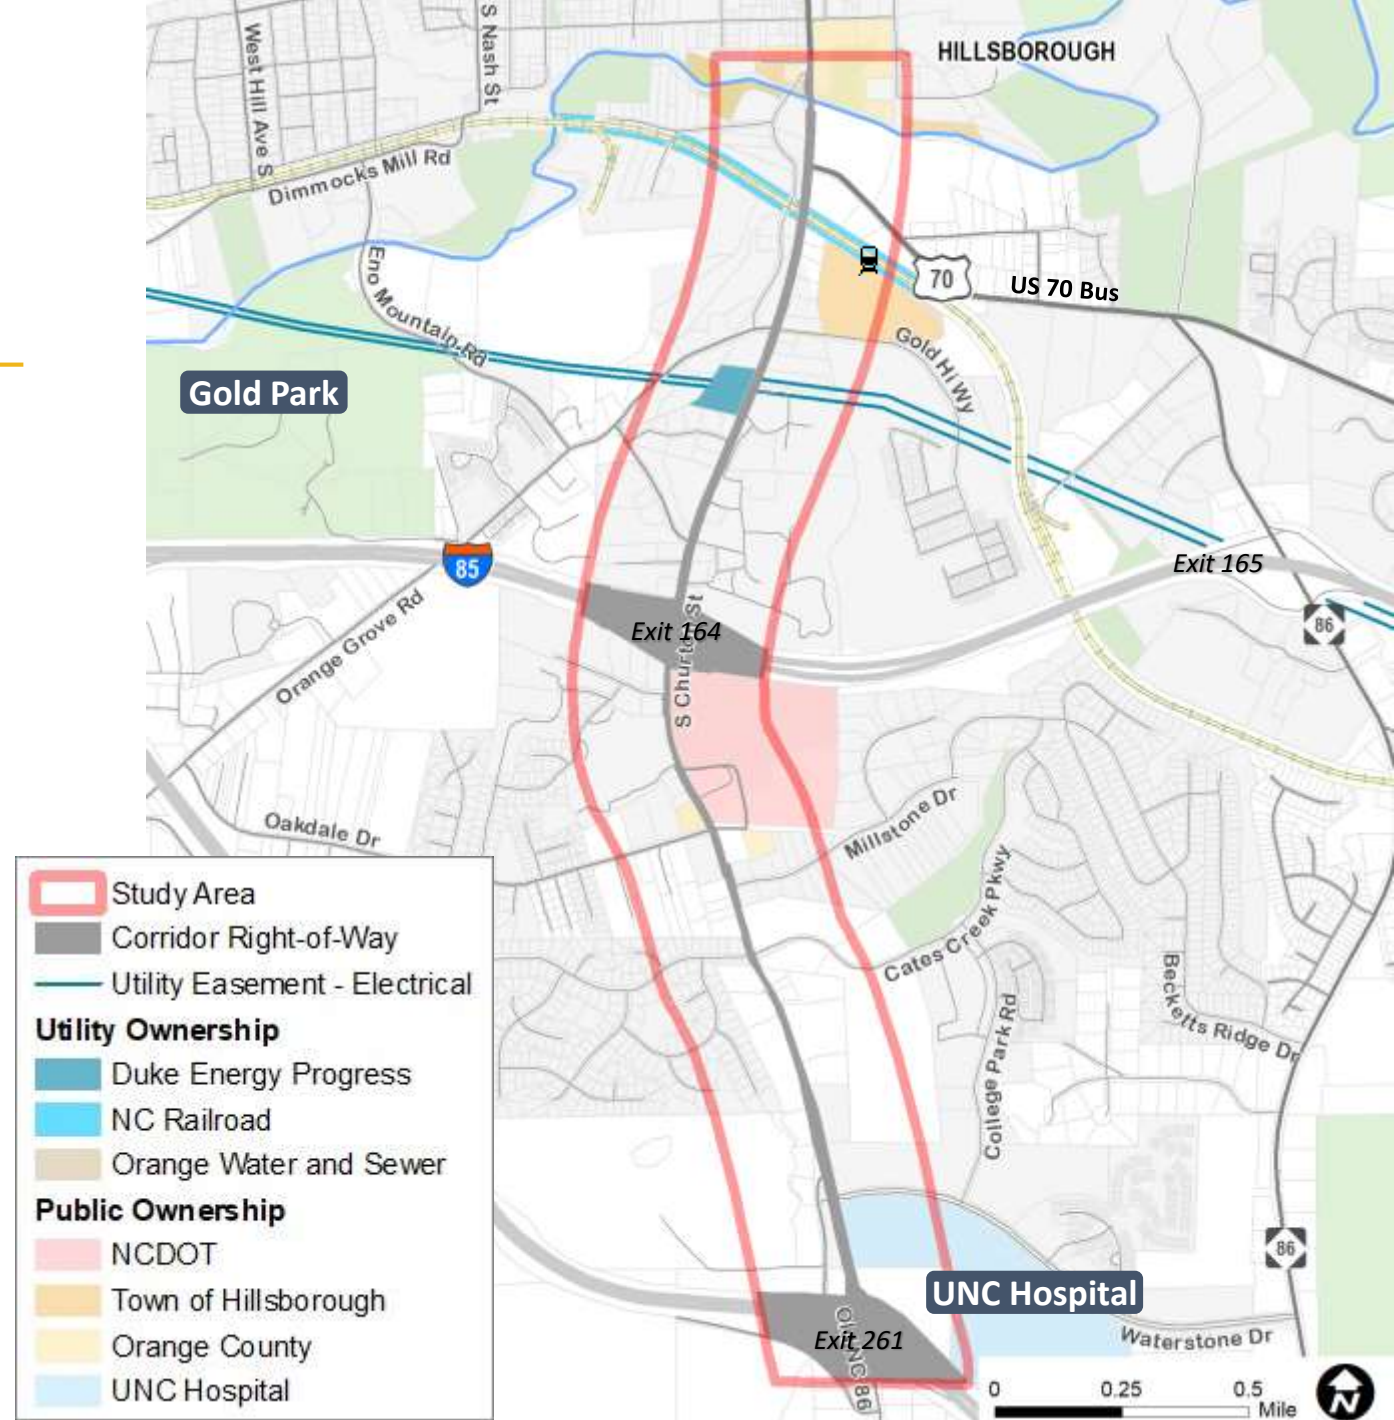 S Nash St
West Hill Ave S
HILLSBOROUGH
Dimmocks Mill Rd
Eno Mountain Rd
70
US 70 Bus
Gold Hi Wy
Gold Park
85
Exit 165
Exit 164
S Churton St
86
Orange Grove Rd
Oakdale Dr
Millstone Dr
Cates Creek Pkwy
Becketts Ridge Dr
College Park Rd
86
UNC Hospital
Exit 261
Old NC 86
Waterstone Dr
Study Area
Corridor Right-of-Way
Utility Easement - Electrical
Utility Ownership
Duke Energy Progress
NC Railroad
Orange Water and Sewer
Public Ownership
NCDOT
Town of Hillsborough
Orange County
UNC Hospital
0 0.25 0.5
Mile
N